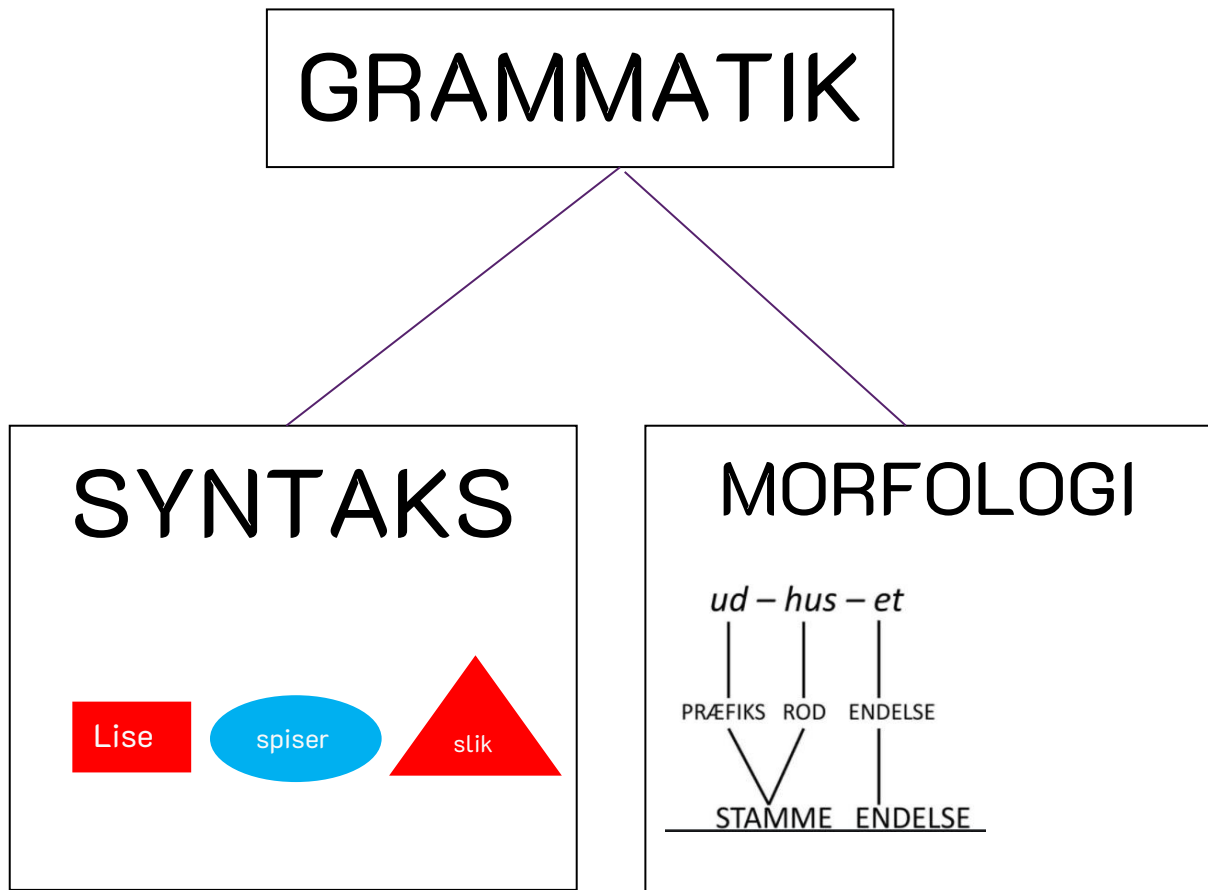 GRAMMATIK
SYNTAKS
Lise spiser slik
MORFOLOGI
ud – hus – et
PRÆFIKS ROD ENDELSE
STAMME ENDELSE